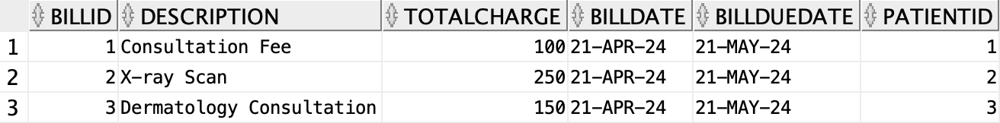 BILLID DESCRIPTION TOTALCHARGE BILLDATE BILLDUEDATE PATIENTID
1 1 Consultation Fee 100 21-APR-24 21-MAY-24 1
2 2 X-ray Scan 250 21-APR-24 21-MAY-24 2
3 3 Dermatology Consultation 150 21-APR-24 21-MAY-24 3